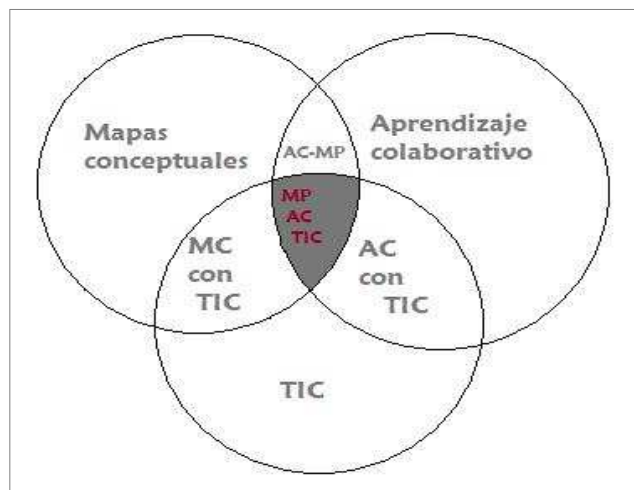 Mapas
conceptuales
Aprendizaje
colaborativo
AC-MP
MP
AC
TIC
MC
con
TIC
AC
con
TIC
TIC